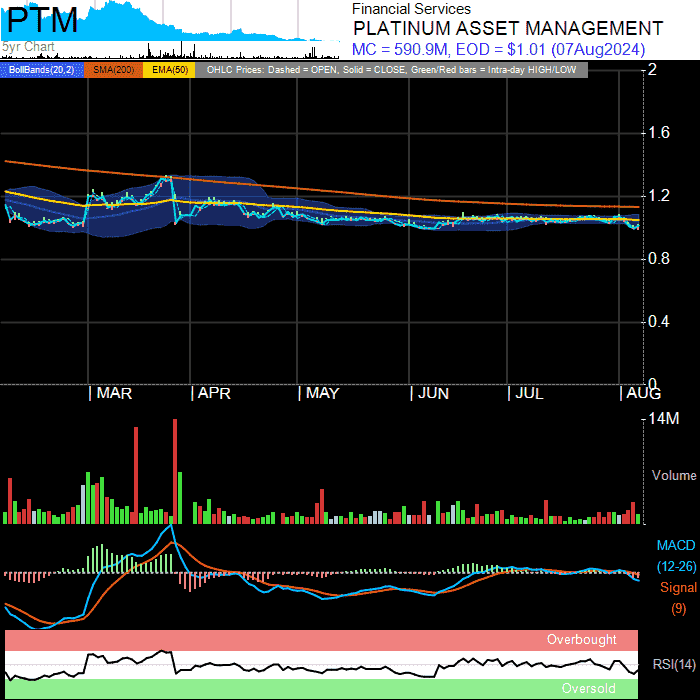 PTM
5yr Chart
Financial Services
PLATINUM ASSET MANAGEMENT
MC = 590.9M, EOD = $1.01 (07Aug2024)
BollBands(20,2) SMA(200) EMA(50) OHLC Prices: Dashed = OPEN, Solid = CLOSE, Green/Red bars = Intra-day HIGH/LOW
2
1.6
1.2
0.8
0.4
0
MAR APR MAY JUN JUL AUG
14M
Volume
MACD
(12-26)
Signal
(9)
Overbought
RSI(14)
Oversold